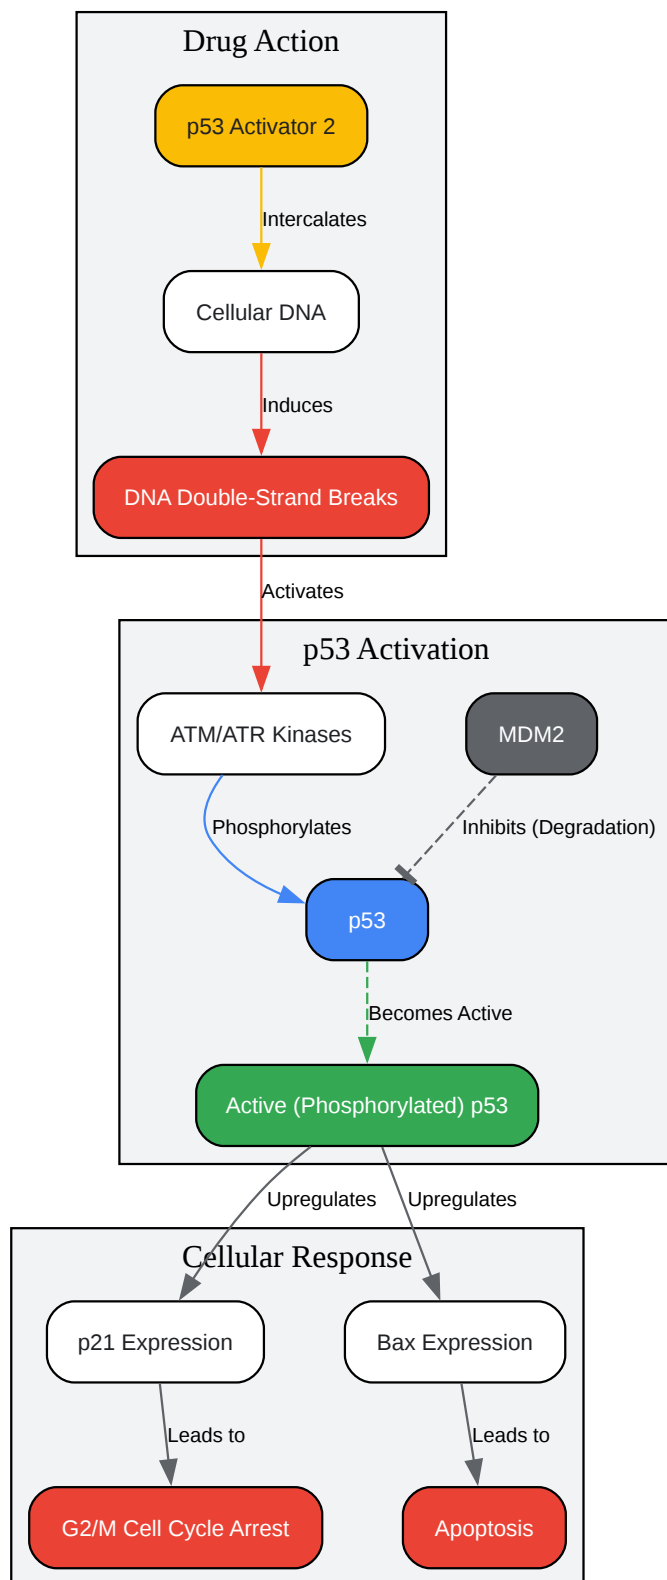 Drug Action
p53 Activator 2
Intercalates
Cellular DNA
Induces
DNA Double-Strand Breaks
Activates
p53 Activation
ATM/ATR Kinases
MDM2
Phosphorylates
Inhibits (Degradation)
p53
Becomes Active
Active (Phosphorylated) p53
Upregulates
Upregulates
Cellular Response
p21 Expression
Bax Expression
Leads to
Leads to
G2/M Cell Cycle Arrest
Apoptosis